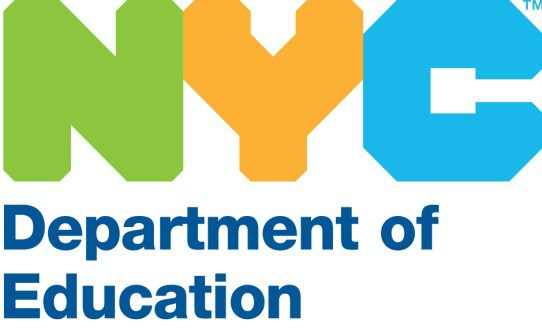 NYC™
Department of
Education